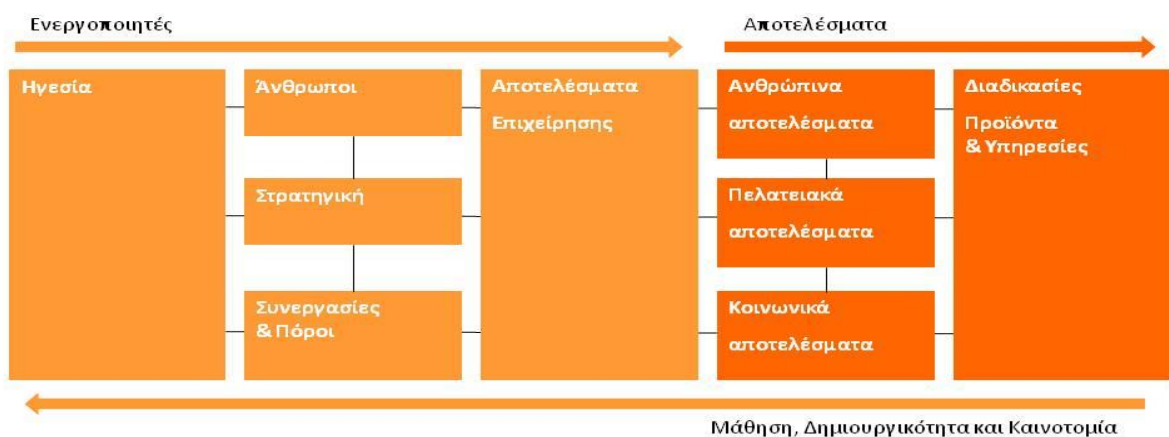 Ενεργοποιητές
Αποτελέσματα
Ηγεσία
Άνθρωποι
Στρατηγική
Συνεργασίες
& Πόροι
Αποτελέσματα
Επιχείρησης
Ανθρώπινα
αποτελέσματα
Πελατειακά
αποτελέσματα
Κοινωνικά
αποτελέσματα
Διαδικασίες
Προϊόντα
& Υπηρεσίες
Μάθηση, Δημιουργικότητα και Καινοτομία